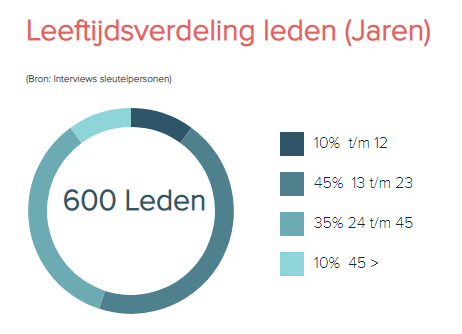 Leeftijdsverdeling leden (Jaren)
(Bron: Interviews sleutelpersonen)
600 Leden
10% t/m 12
45% 13 t/m 23
35% 24 t/m 45
10% 45 >